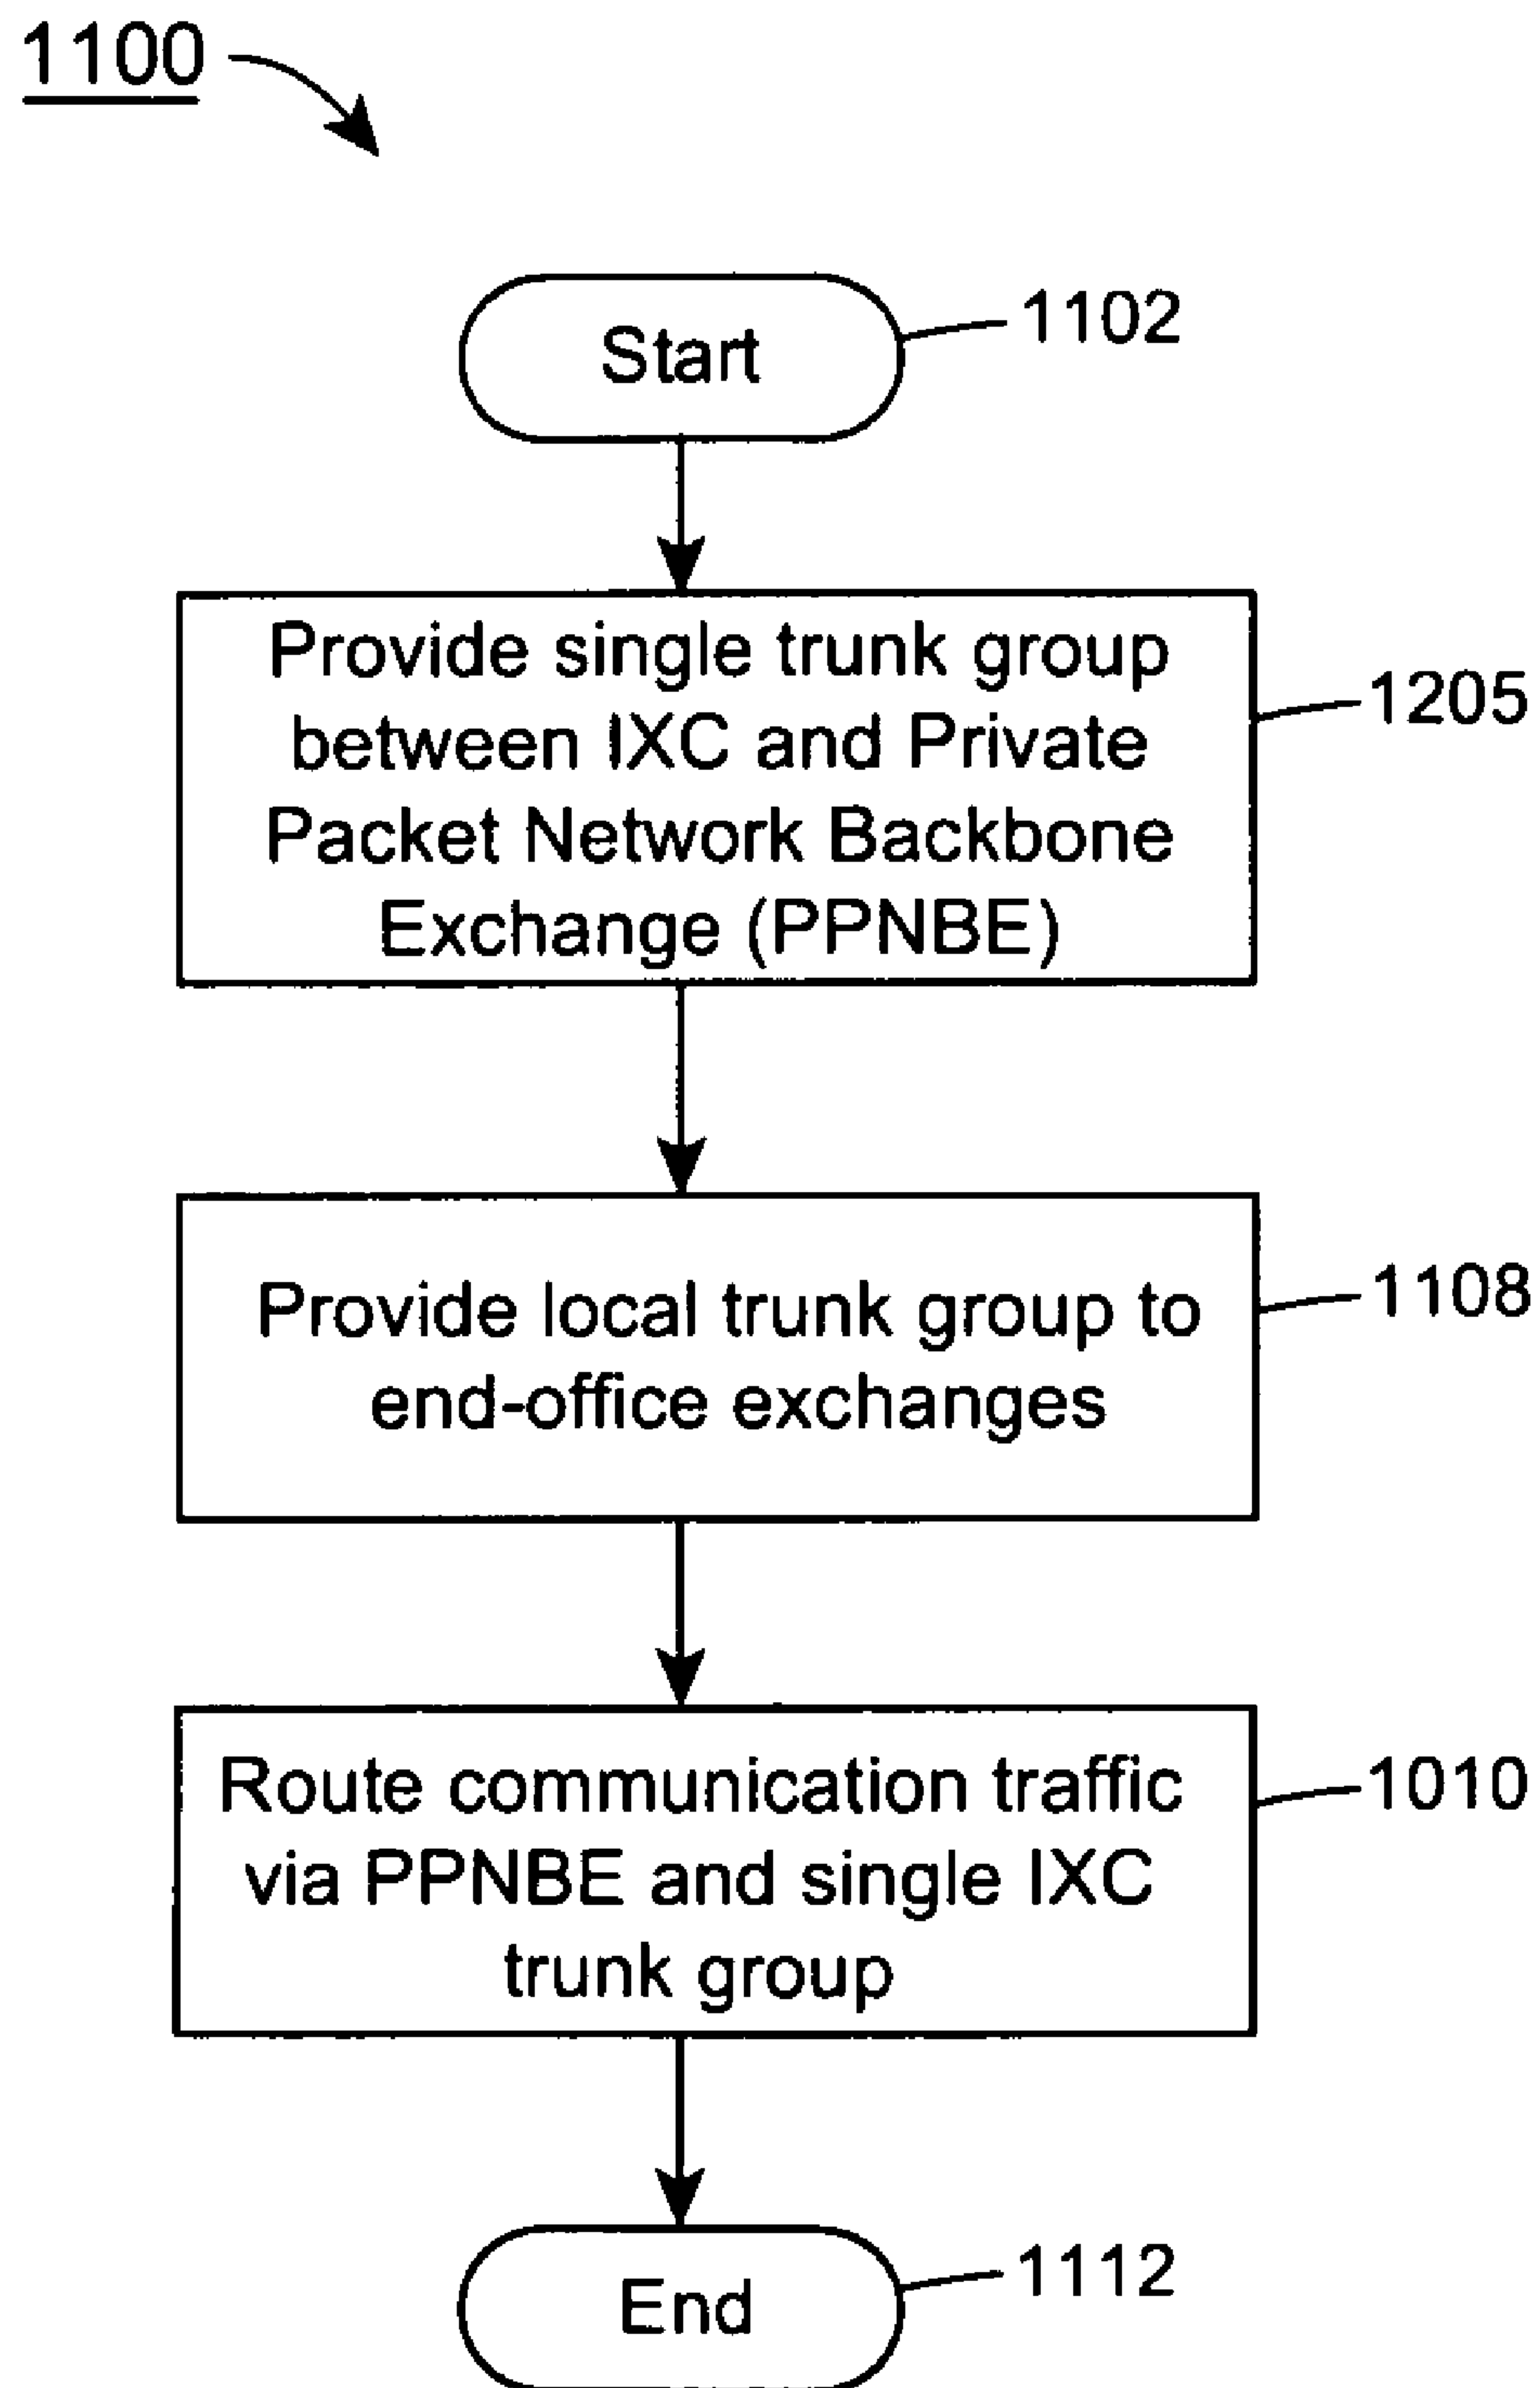 1100
Start
1102
Provide single trunk group
between IXC and Private
Packet Network Backbone
Exchange (PPNBE)
1205
Provide local trunk group to
end-office exchanges
1108
Route communication traffic
via PPNBE and single IXC
trunk group
1010
End
1112